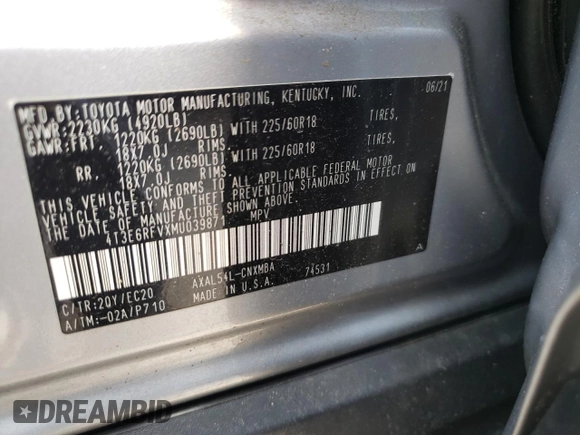 MFD.BY:TOYOTA MOTOR MANUFACTURING, KENTUCKY, INC. 06/21
GVWR:2230KG (4920LB)
GAWR:FRT. 1220KG (2690LB) WITH 225/60R18 TIRES,
18X7.0J RIMS
RR. 1220KG (2690LB) WITH 225/60R18 TIRES,
18X7.0J RIMS
THIS VEHICLE CONFORMS TO ALL APPLICABLE FEDERAL MOTOR
VEHICLE SAFETY AND THEFT PREVENTION STANDARDS IN EFFECT ON
THE DATE OF MANUFACTURE SHOWN ABOVE.
4T3E6RFVXMU039871 MPV
A
C/TR:2QY/EC20 AXAL54L-CNXMBA 74531
A/TM:-02A/P710 MADE IN U.S.A.
DREAMBID